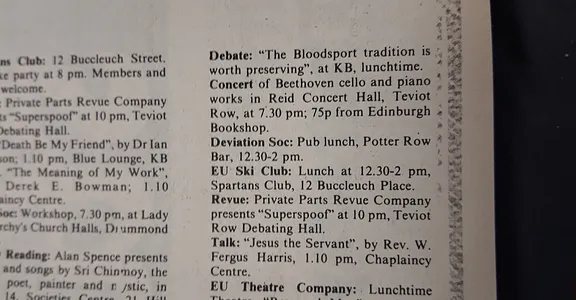 ns Club: 12 Buccleuch Street.
ke party at 8 pm. Members and
welcome.
: Private Parts Revue Company
ts "Superspoof" at 10 pm, Teviot
Debating Hall.
"Death Be My Friend", by Dr Ian
son; 1.10 pm, Blue Lounge, KB
. "The Meaning of My Work",
Derek E. Bowman; 1.10
aincy Centre.
Soc: Workshop, 7.30 pm, at Lady
rchy's Church Halls, Drummond
Reading: Alan Spence presents
and songs by Sri Chinmoy, the
poet, painter and mystic, in
14, Societies Centre, 21 Hill
Debate: "The Bloodsport tradition is
worth preserving", at KB, lunchtime.
Concert of Beethoven cello and piano
works in Reid Concert Hall, Teviot
Row, at 7.30 pm; 75p from Edinburgh
Bookshop.
Deviation Soc: Pub lunch, Potter Row
Bar, 12.30-2 pm.
EU Ski Club: Lunch at 12.30-2 pm,
Spartans Club, 12 Buccleuch Place.
Revue: Private Parts Revue Company
presents "Superspoof" at 10 pm, Teviot
Row Debating Hall.
Talk: "Jesus the Servant", by Rev. W.
Fergus Harris, 1.10 pm, Chaplaincy
Centre.
EU Theatre Company: Lunchtime